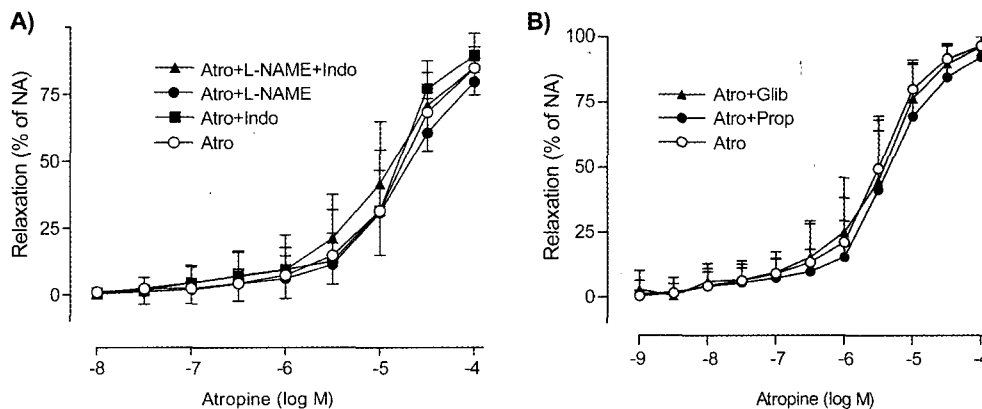 A)
Relaxation (% of NA)
75
50
25
0
Atro+L-NAME+Indo
Atro+L-NAME
Atro+Indo
Atro
-8 -7 -6 -5 -4
Atropine (log M)
B)
Relaxation (% of NA)
100
75
50
25
0
Atro+Glib
Atro+Prop
Atro
-9 -8 -7 -6 -5 -4
Atropine (log M)